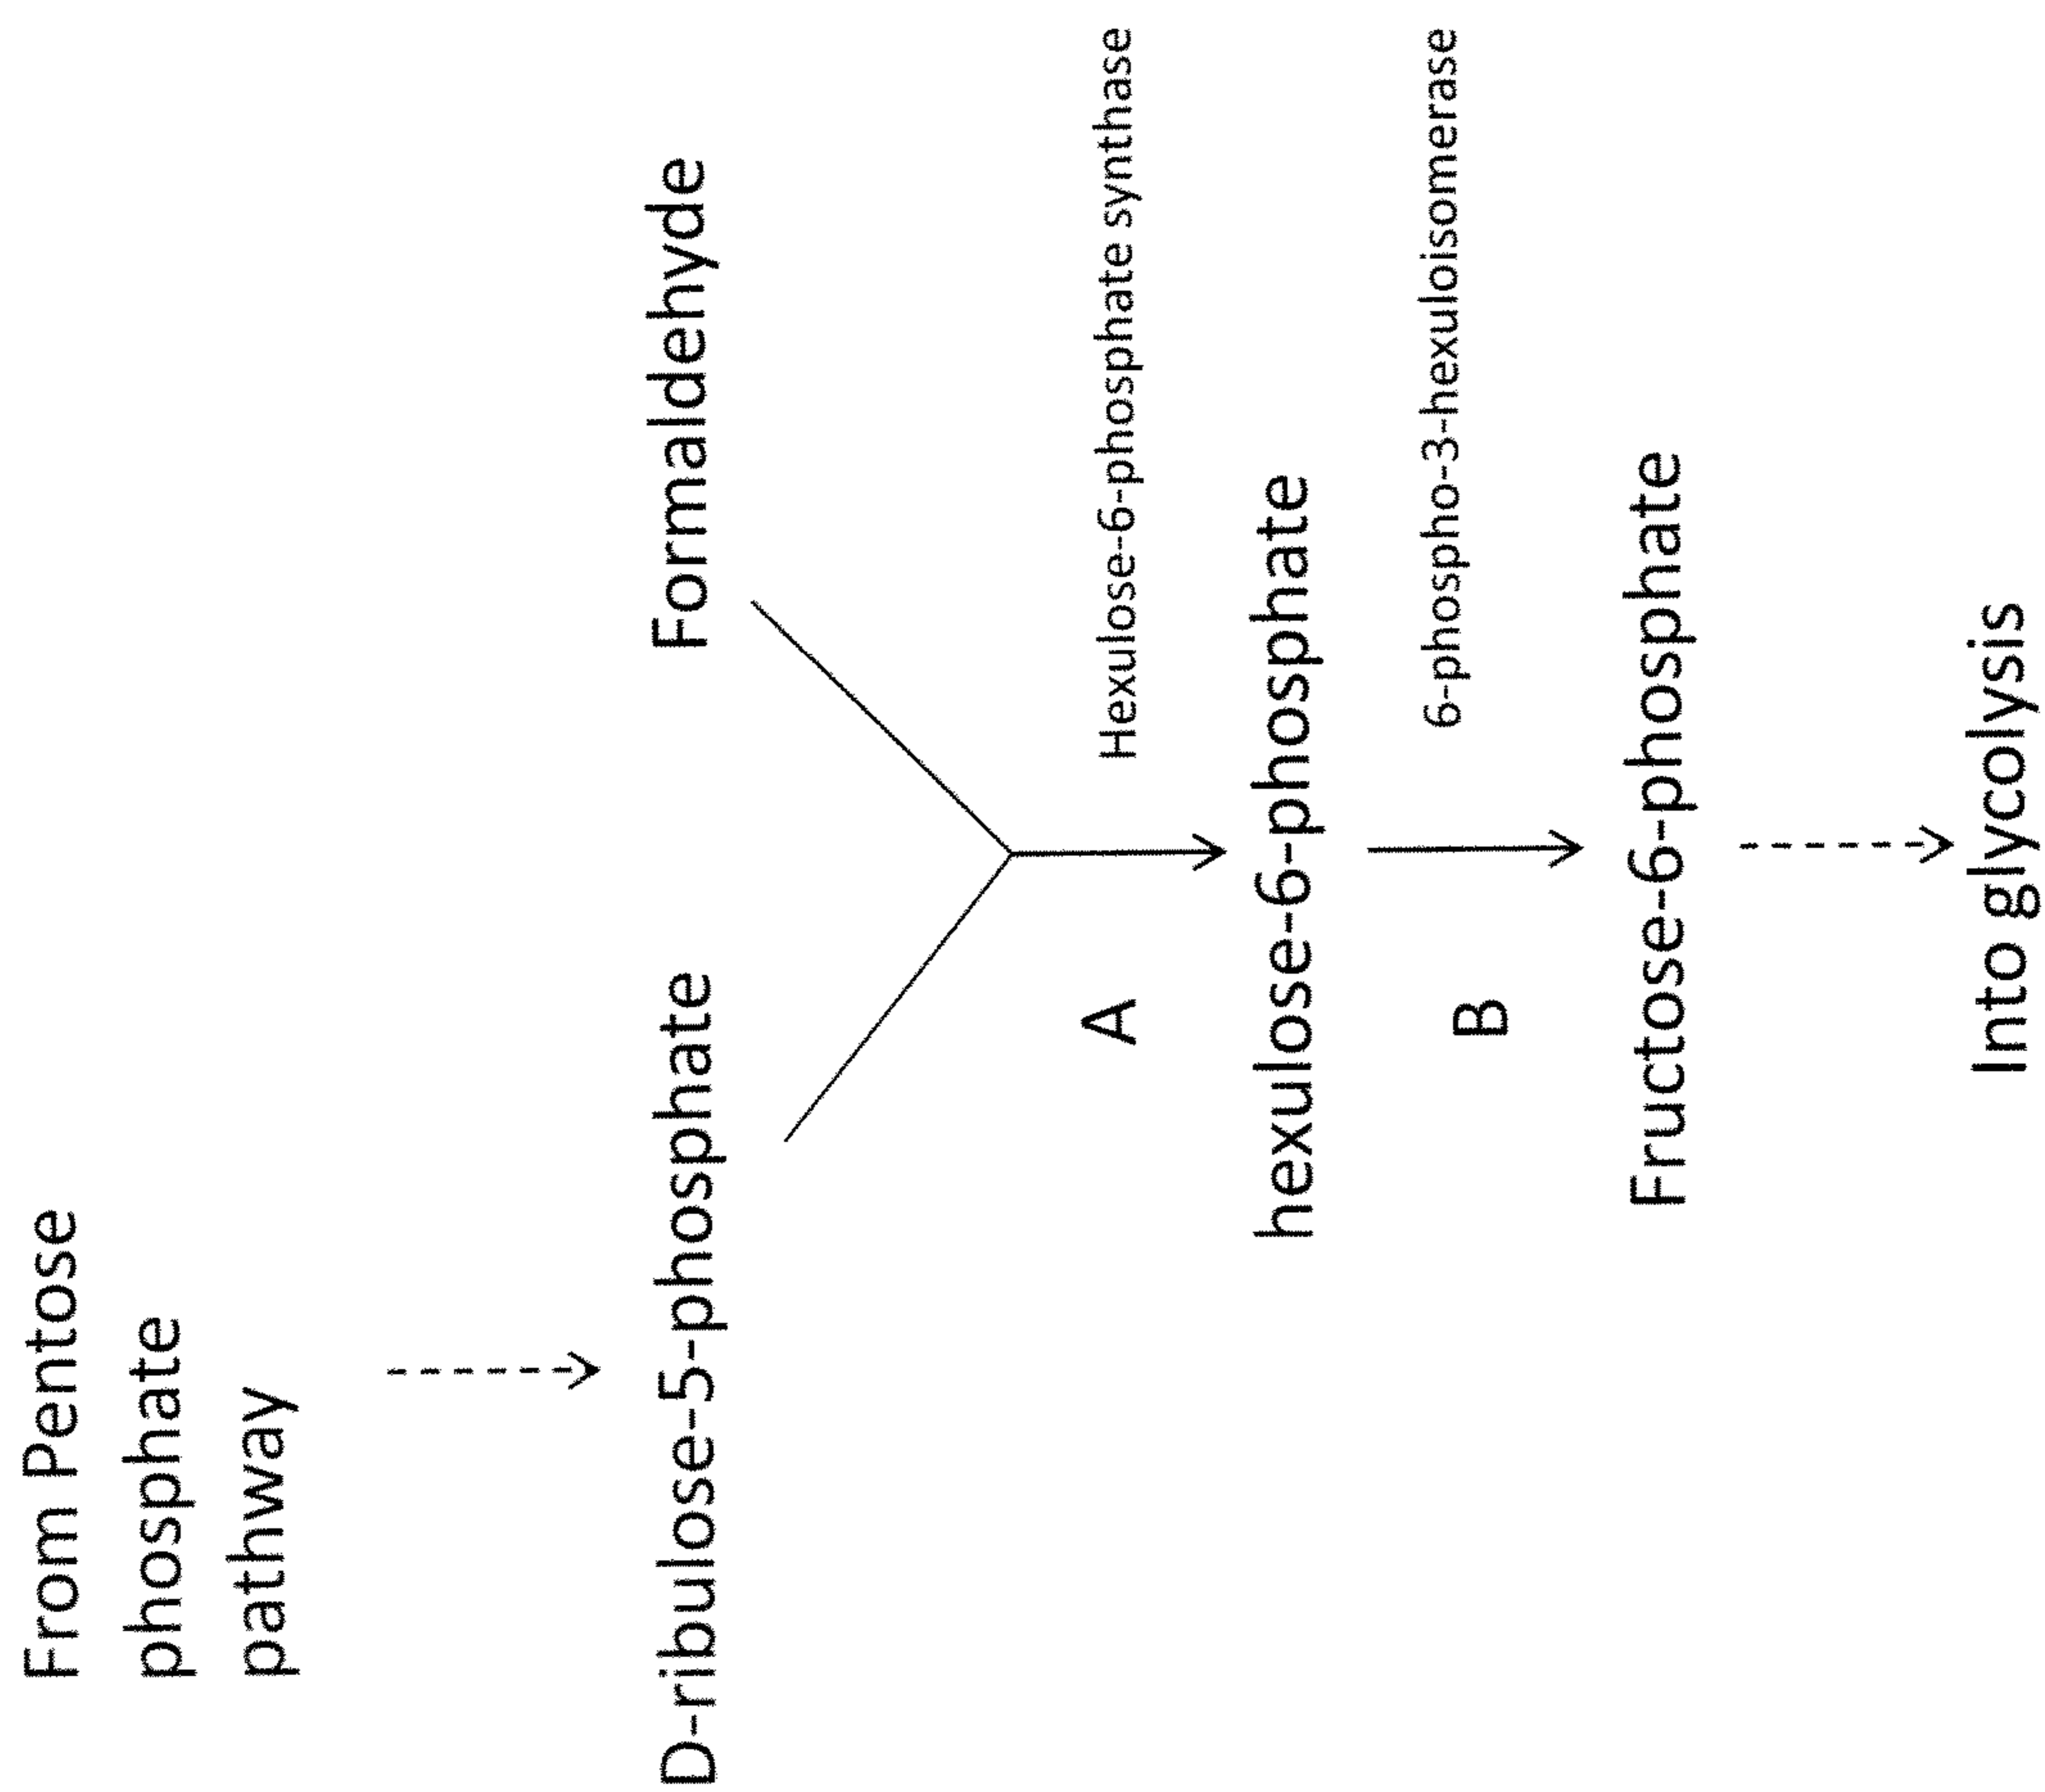 From Pentose
phosphate
pathway
D-ribulose-5-phosphate
Formaldehyde
A
Hexulose-6-phosphate synthase
hexulose-6-phosphate
B
6-phospho-3-hexuloisomerase
Fructose-6-phosphate
Into glycolysis